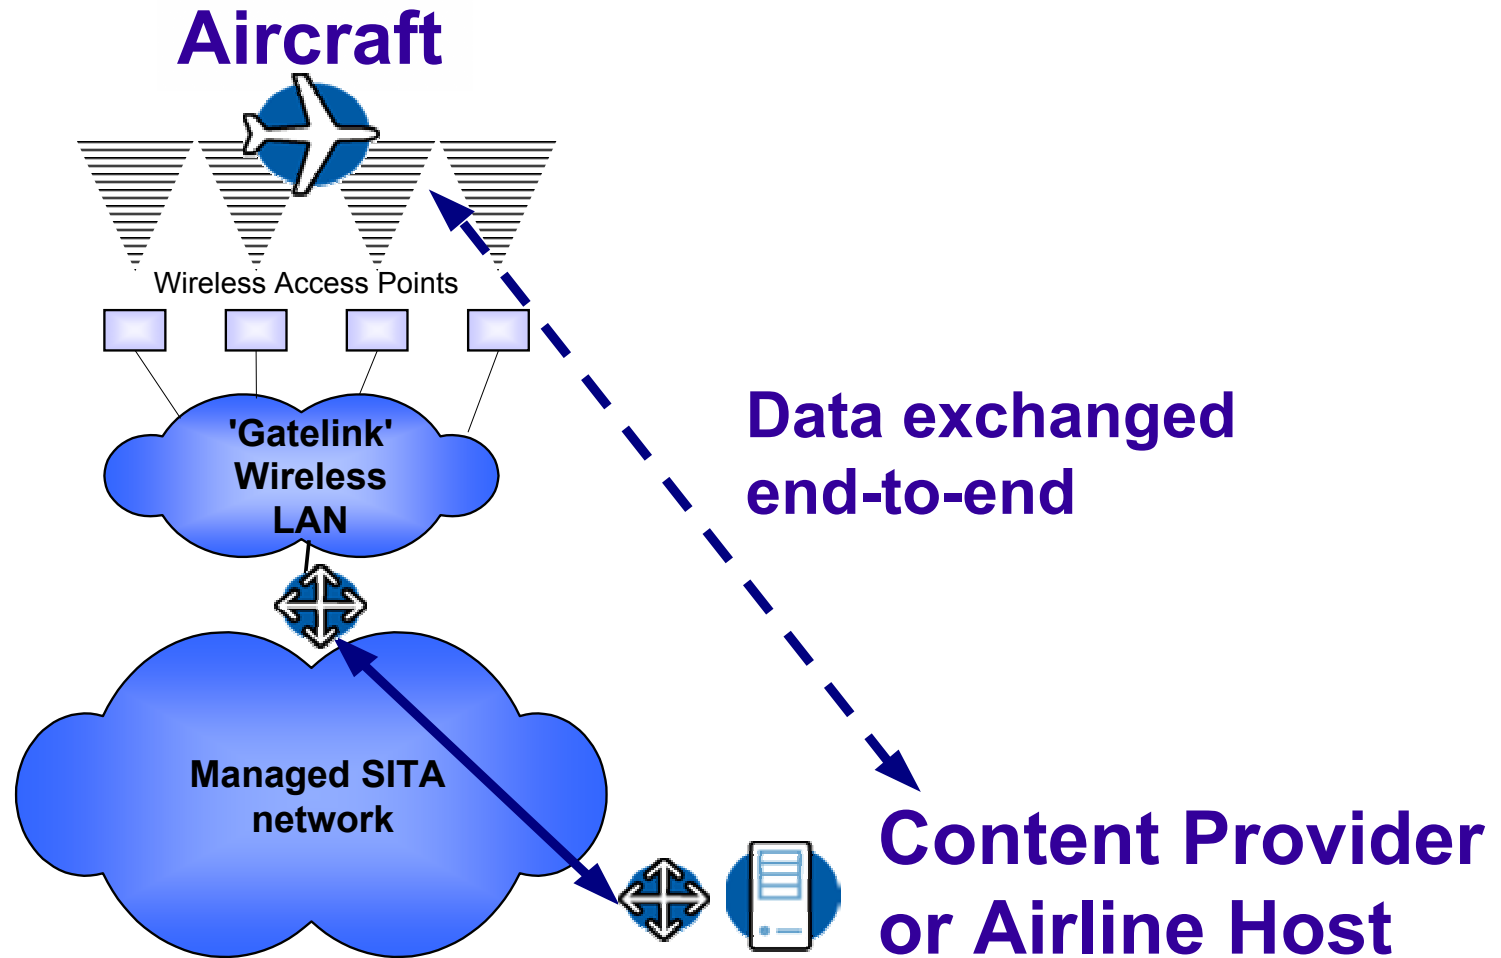 Aircraft
Wireless Access Points
'Gatelink'
Wireless
LAN
Data exchanged
end-to-end
Managed SITA
network
Content Provider
or Airline Host